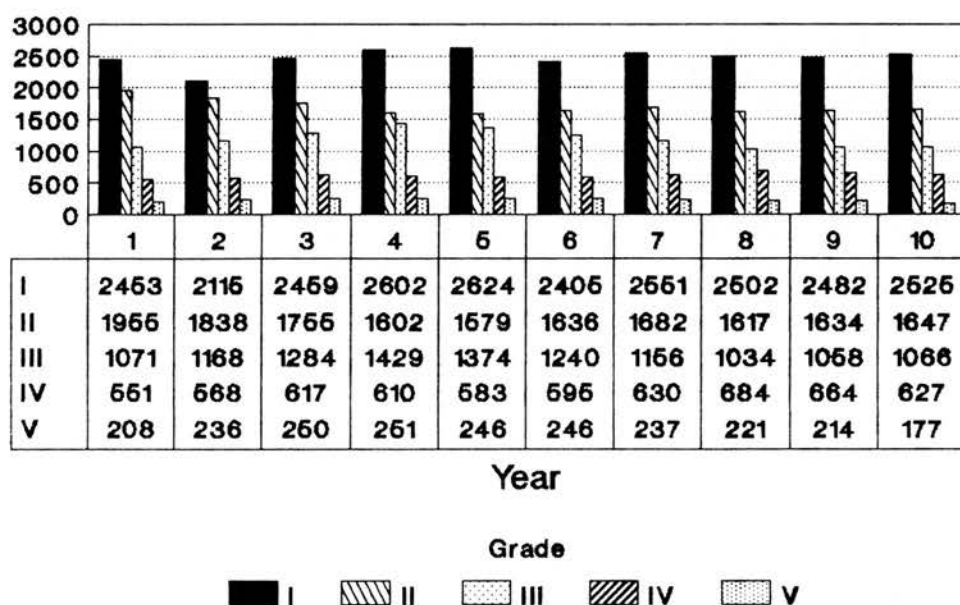 3000
2500
2000
1500
1000
500
0
1 2 3 4 5 6 7 8 9 10
I 2453 2115 2459 2602 2624 2405 2551 2502 2482 2525
II 1955 1838 1755 1602 1579 1636 1682 1617 1634 1647
III 1071 1168 1284 1429 1374 1240 1156 1034 1058 1066
IV 551 568 617 610 583 595 630 684 664 627
V 208 236 250 251 246 246 237 221 214 177
Year
Grade
I II III IV V